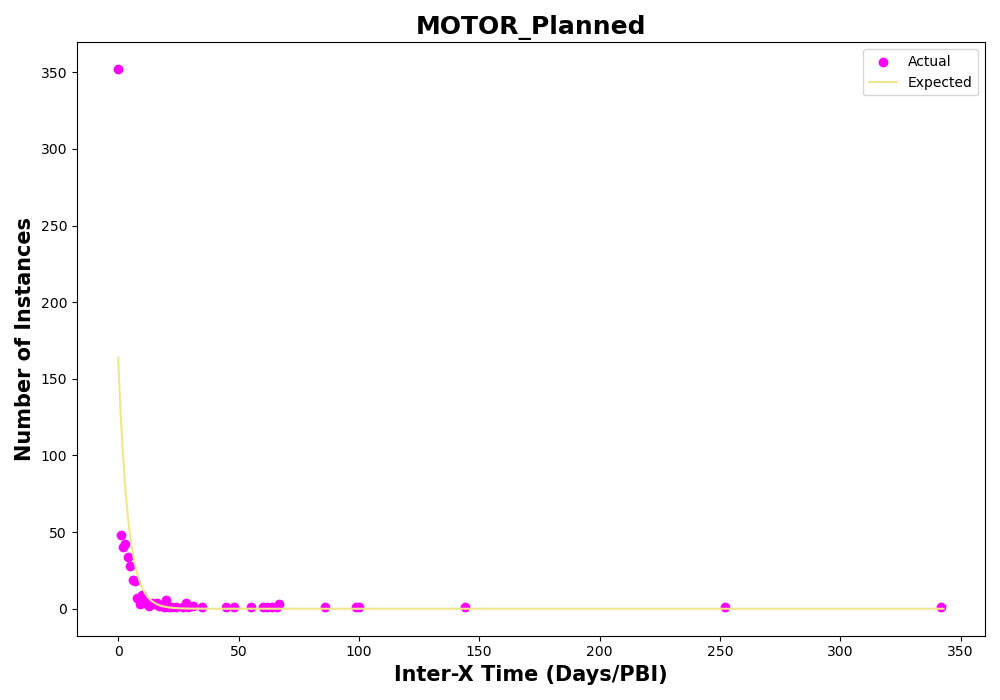 MOTOR_Planned
Actual
Expected
Number of Instances
350
300
250
200
150
100
50
0
0 50 100 150 200 250 300 350
Inter-X Time (Days/PBI)